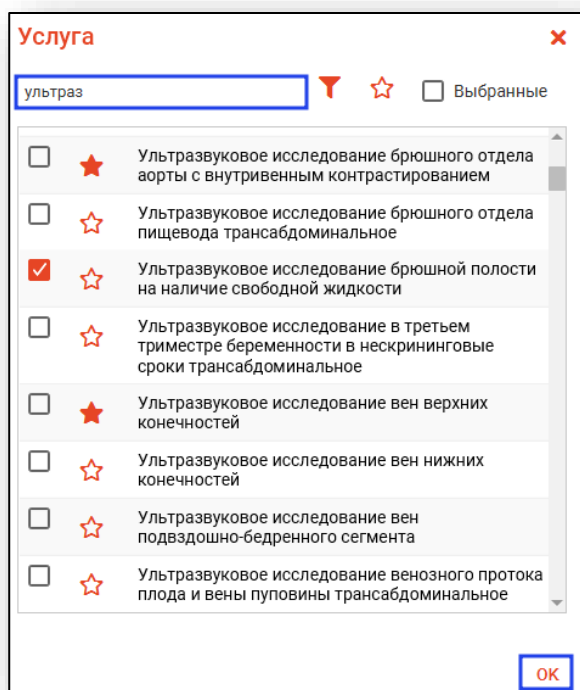 Услуга
ультраз
Выбранные
Ультразвуковое исследование брюшного отдела
аорты с внутривенным контрастированием
Ультразвуковое исследование брюшного отдела
пищевода трансабдоминальное
Ультразвуковое исследование брюшной полости
на наличие свободной жидкости
Ультразвуковое исследование в третьем
триместре беременности в нескрининговые
сроки трансабдоминальное
Ультразвуковое исследование вен верхних
конечностей
Ультразвуковое исследование вен нижних
конечностей
Ультразвуковое исследование вен
подвздошно-бедренного сегмента
Ультразвуковое исследование венозного протока
плода и вены пуповины трансабдоминальное
ОК